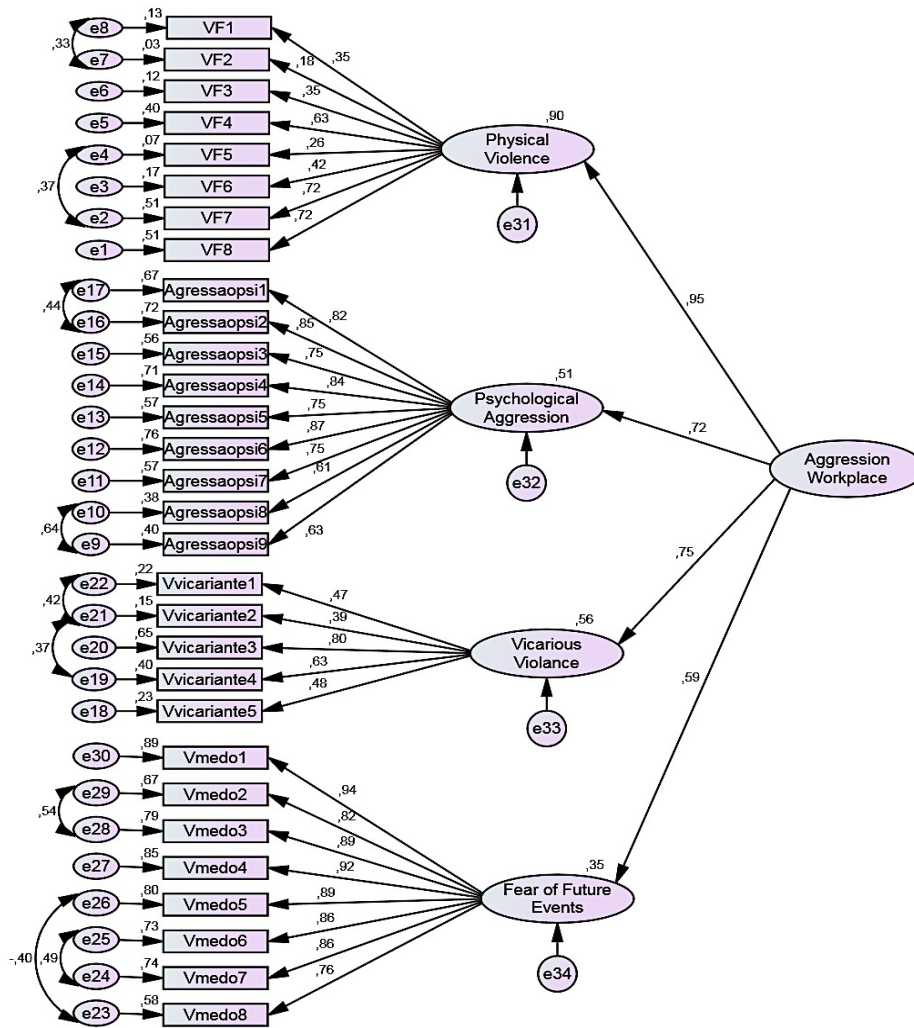 e8 ,13 VF1
,33
e7 ,03 VF2
e6 ,12 VF3
e5 ,40 VF4
e4 ,07 VF5
e3 ,17 VF6
,37
e2 ,51 VF7
e1 ,51 VF8
,35
,18
,35
,63
,26
,42
,72
,72
,90
Physical
Violence
e31
,95
e17 ,67 Agressaopsi1
,44
e16 ,72 Agressaopsi2
e15 ,56 Agressaopsi3
e14 ,71 Agressaopsi4
e13 ,57 Agressaopsi5
e12 ,76 Agressaopsi6
e11 ,57 Agressaopsi7
e10 ,38 Agressaopsi8
,64
e9 ,40 Agressaopsi9
,82
,85
,75
,84
,75
,87
,75
,61
,63
,51
Psychological
Aggression
e32
,72
Aggression
Workplace
e22 ,22 Vvicariante1
,42
e21 ,15 Vvicariante2
e20 ,65 Vvicariante3
,37
e19 ,40 Vvicariante4
e18 ,23 Vvicariante5
,47
,39
,80
,63
,48
,56
Vicarious
Violance
e33
,75
,59
e30 ,89 Vmedo1
e29 ,67 Vmedo2
,54
e28 ,79 Vmedo3
e27 ,85 Vmedo4
e26 ,80 Vmedo5
e25 ,73 Vmedo6
-,40 ,49
e24 ,74 Vmedo7
e23 ,58 Vmedo8
,94
,82
,89
,92
,89
,86
,86
,76
,35
Fear of Future
Events
e34